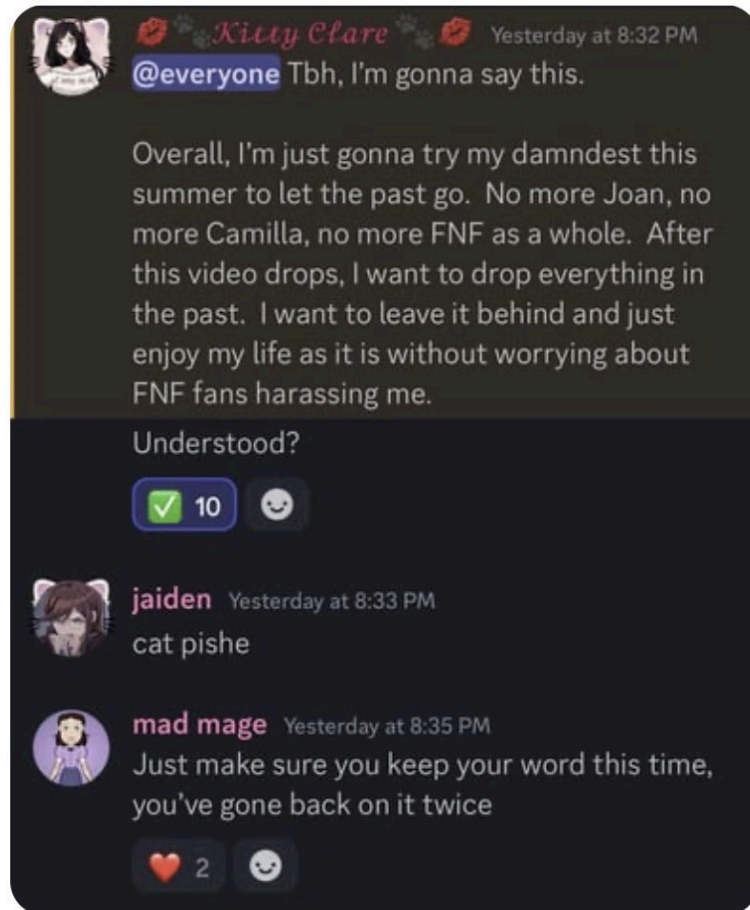 💋🐾Kitty Clare🐾💋 Yesterday at 8:32 PM
@everyone Tbh, I'm gonna say this.
Overall, I'm just gonna try my damndest this
summer to let the past go. No more Joan, no
more Camilla, no more FNF as a whole. After
this video drops, I want to drop everything in
the past. I want to leave it behind and just
enjoy my life as it is without worrying about
FNF fans harassing me.
Understood?
✅ 10
jaiden Yesterday at 8:33 PM
cat pishe
mad mage Yesterday at 8:35 PM
Just make sure you keep your word this time,
you've gone back on it twice
❤️ 2